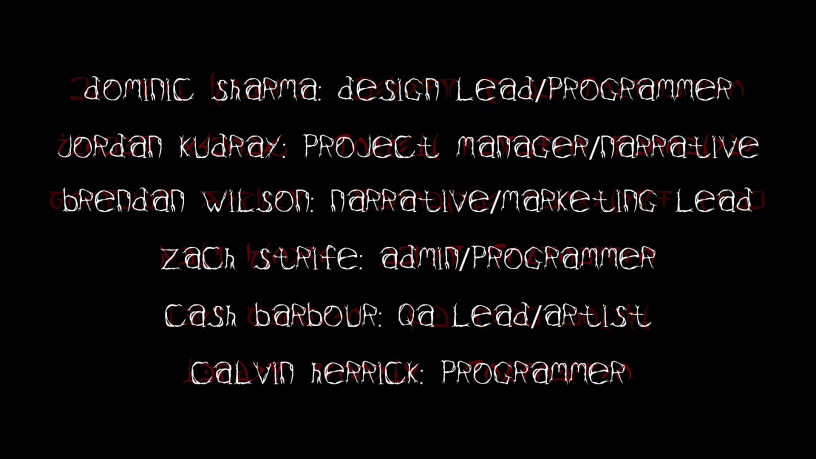 Dominic Sharma: Design Lead/Programmer
Jordan Kudray: Project Manager/Narrative
Brendan Wilson: Narrative/Marketing Lead
Zach Strife: Admin/Programmer
Cash Barbour: QA Lead/Artist
Calvin Herrick: Programmer